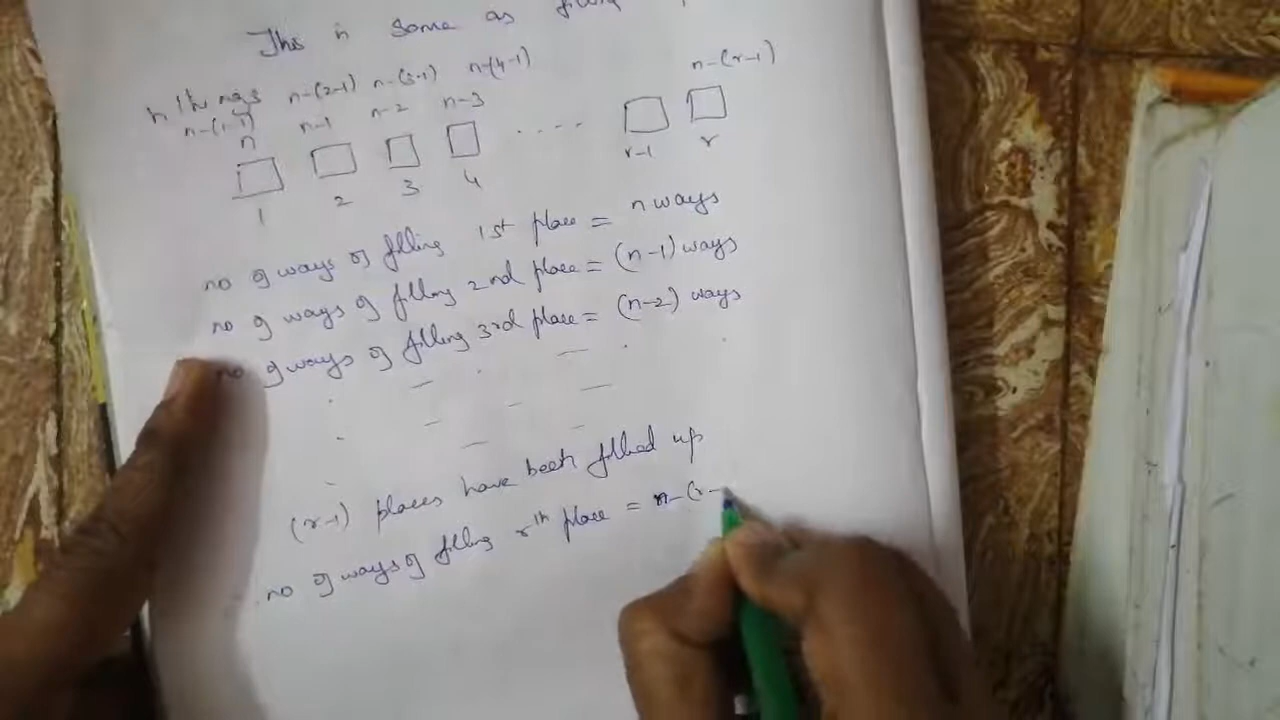 This is same as filling
n things n-(2-1) n-(3-1) n-(4-1) n-(r-1)
n-(1-1) n-1 n-2 n-3
n
1 2 3 4 r-1 r
no of ways of filling 1st place = n ways
no of ways of filling 2nd place = (n-1) ways
no of ways of filling 3rd place = (n-2) ways
(r-1) places have been filled up
no of ways of filling rth place = n-(r-